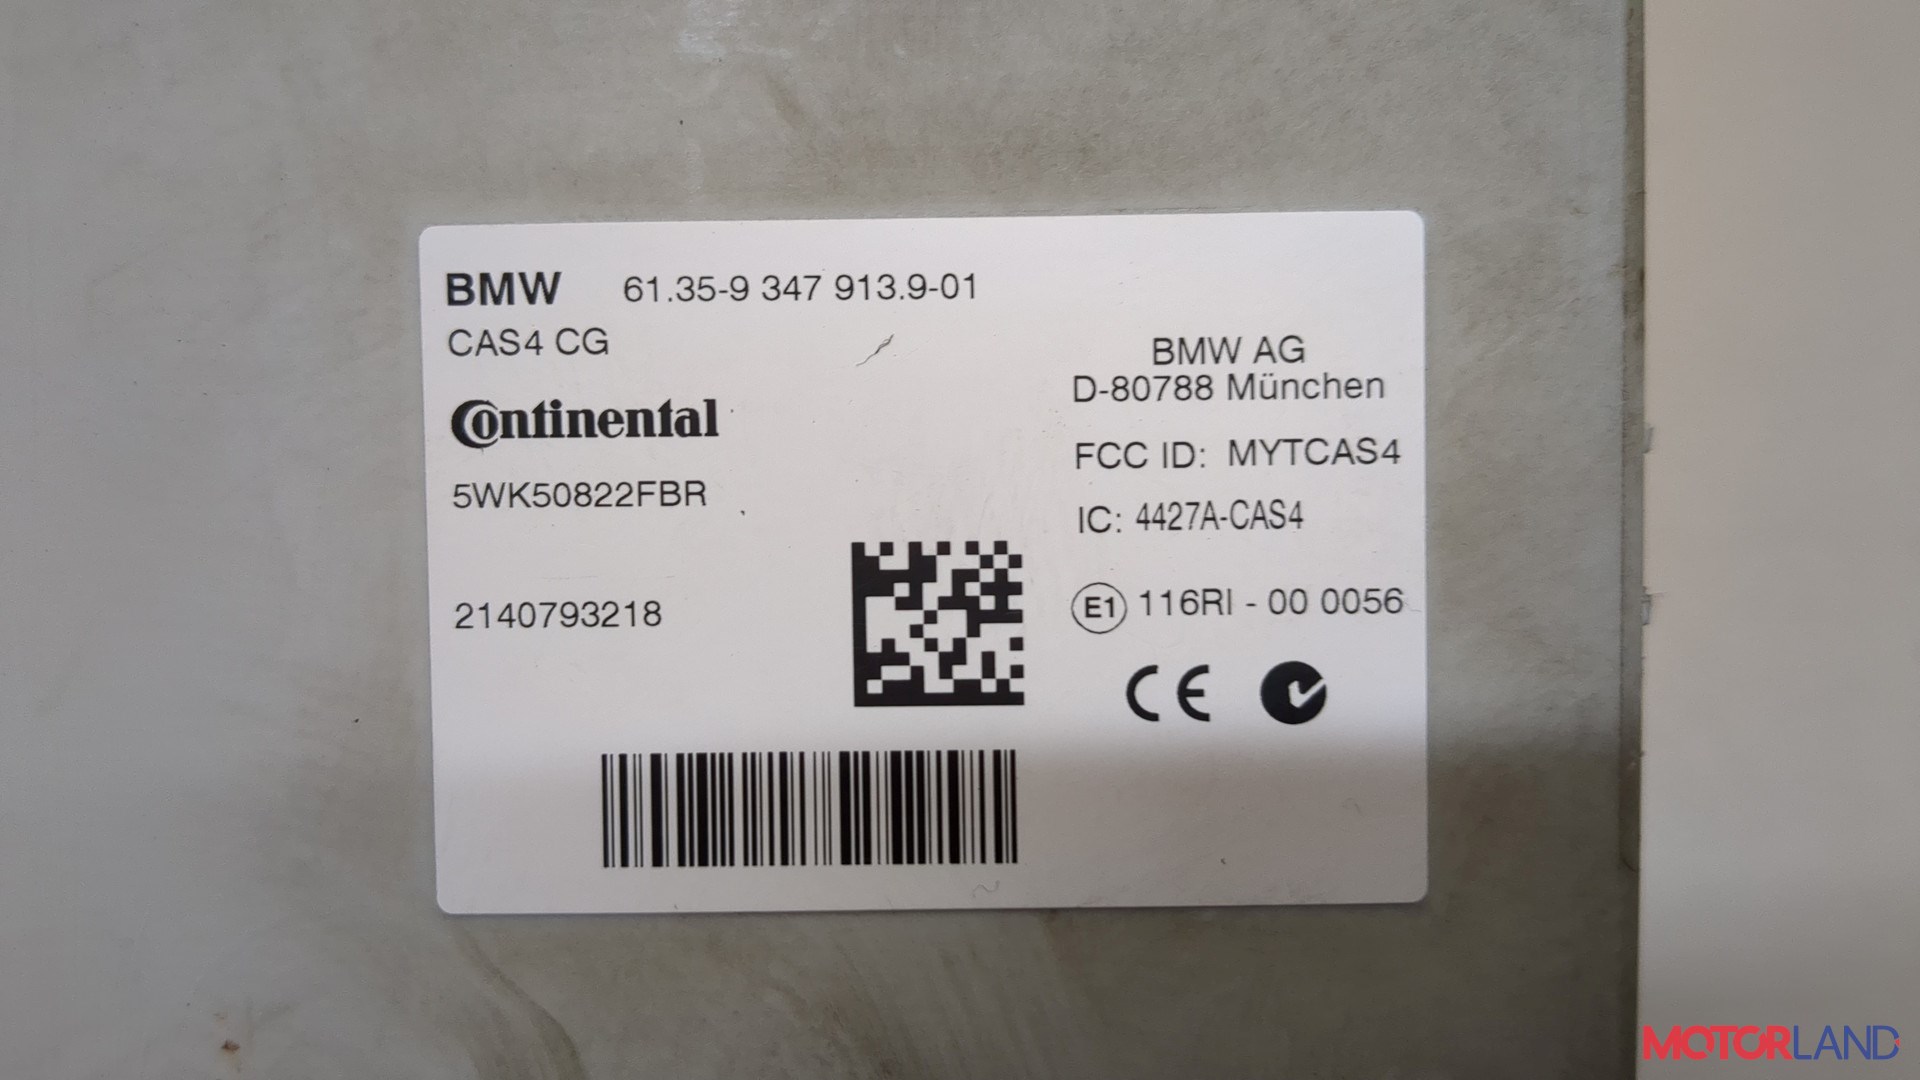 BMW 61.35-9 347 913.9-01
CAS4 CG
Continental
5WK50822FBR
2140793218
BMW AG
D-80788 München
FCC ID: MYTCAS4
IC: 4427A-CAS4
E1 116RI - 00 0056
CE
MOTORLAND